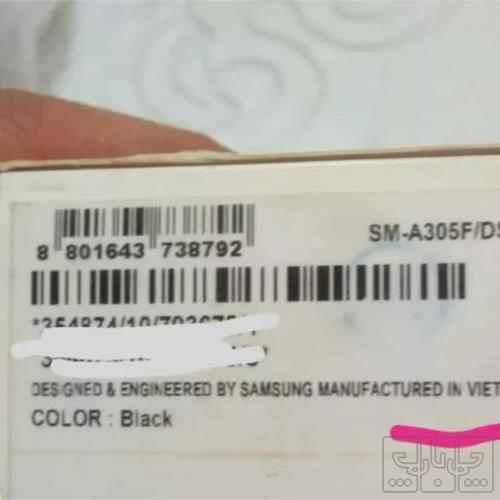 SM-A305F/DS
8 801643 738792
DESIGNED & ENGINEERED BY SAMSUNG MANUFACTURED IN VIET
COLOR : Black